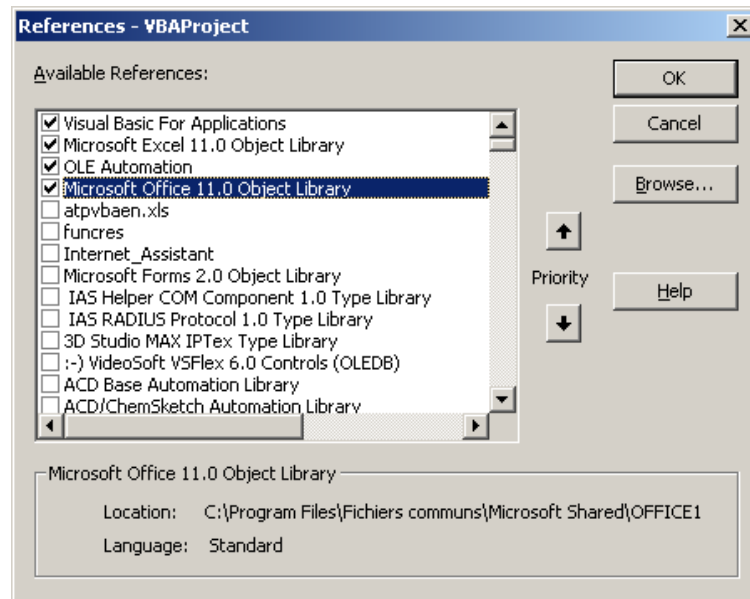 References - VBAProject
Available References:
OK
Cancel
Browse...
Priority
Help
Visual Basic For Applications
Microsoft Excel 11.0 Object Library
OLE Automation
Microsoft Office 11.0 Object Library
atpvbaen.xls
funcres
Internet_Assistant
Microsoft Forms 2.0 Object Library
IAS Helper COM Component 1.0 Type Library
IAS RADIUS Protocol 1.0 Type Library
3D Studio MAX IPTex Type Library
:-) VideoSoft VSFlex 6.0 Controls (OLEDB)
ACD Base Automation Library
ACD/ChemSketch Automation Library
Microsoft Office 11.0 Object Library
Location: C:\Program Files\Fichiers communs\Microsoft Shared\OFFICE1
Language: Standard